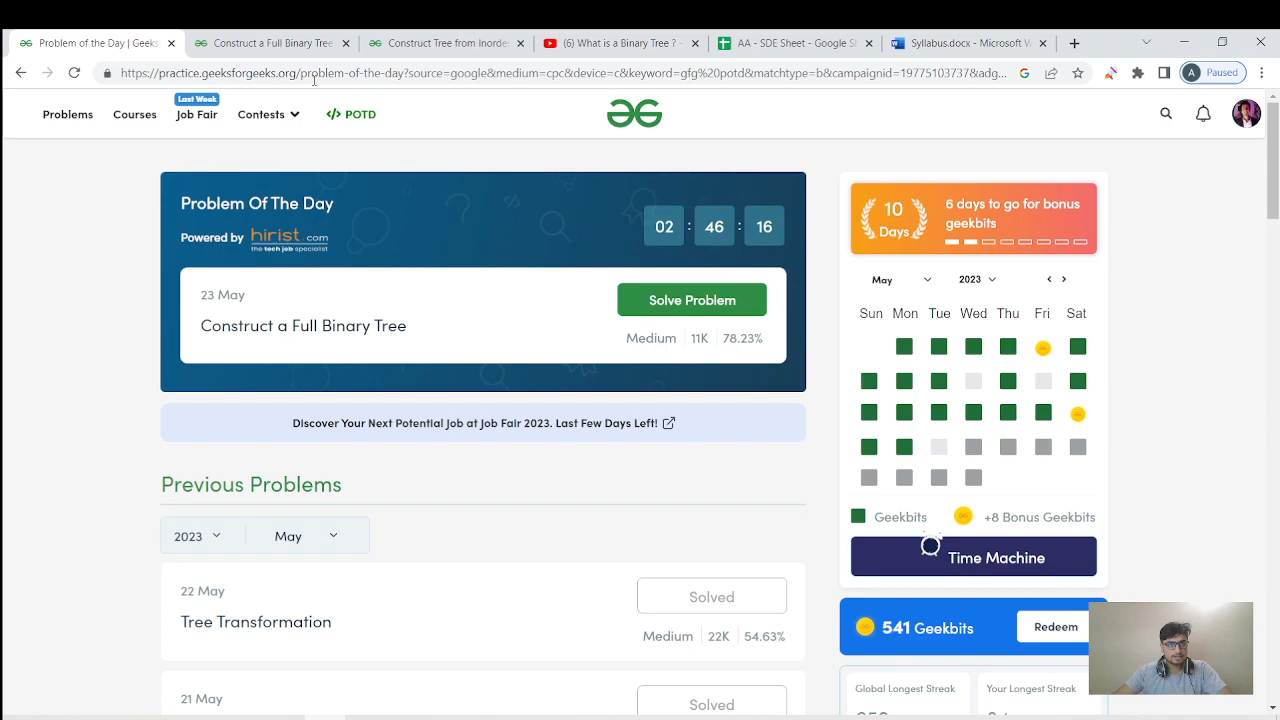 Problem of the Day | Geeks
Construct a Full Binary Tree
Construct Tree from Inorde
(6) What is a Binary Tree ? -
AA - SDE Sheet - Google S
Syllabus.docx - Microsoft W
https://practice.geeksforgeeks.org/problem-of-the-day?source=google&medium=cpc&device=c&keyword=gfg%20potd&matchtype=b&campaignid=19775103737&adg...
A Paused
Last Week
Problems Courses Job Fair Contests </> POTD
Problem Of The Day
Powered by hirist.com
the tech job specialist
02 : 46 : 16
23 May
Construct a Full Binary Tree
Solve Problem
Medium 11K 78.23%
Discover Your Next Potential Job at Job Fair 2023. Last Few Days Left!
Previous Problems
2023 May
22 May
Tree Transformation
Solved
Medium 22K 54.63%
21 May
Solved
10
Days
6 days to go for bonus
geekbits
May 2023 < >
Sun Mon Tue Wed Thu Fri Sat
Geekbits +8 Bonus Geekbits
Time Machine
541 Geekbits Redeem
Global Longest Streak Your Longest Streak